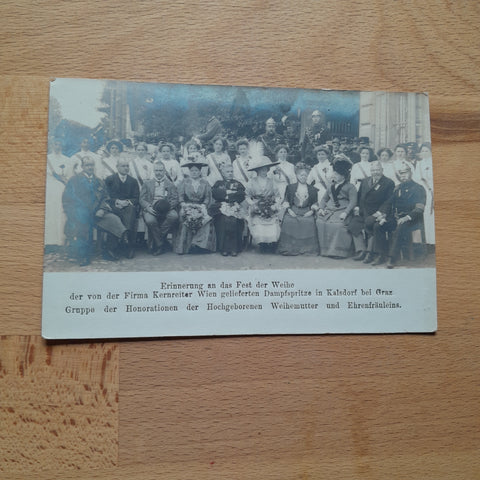 Erinnerung an das Fest der Weihe
der von der Firma Kernreiter Wien gelieferten Dampfspritze in Kalsdorf bei Graz
Gruppe der Honorationen der Hochgeborenen Weihemutter und Ehrenfräuleins.